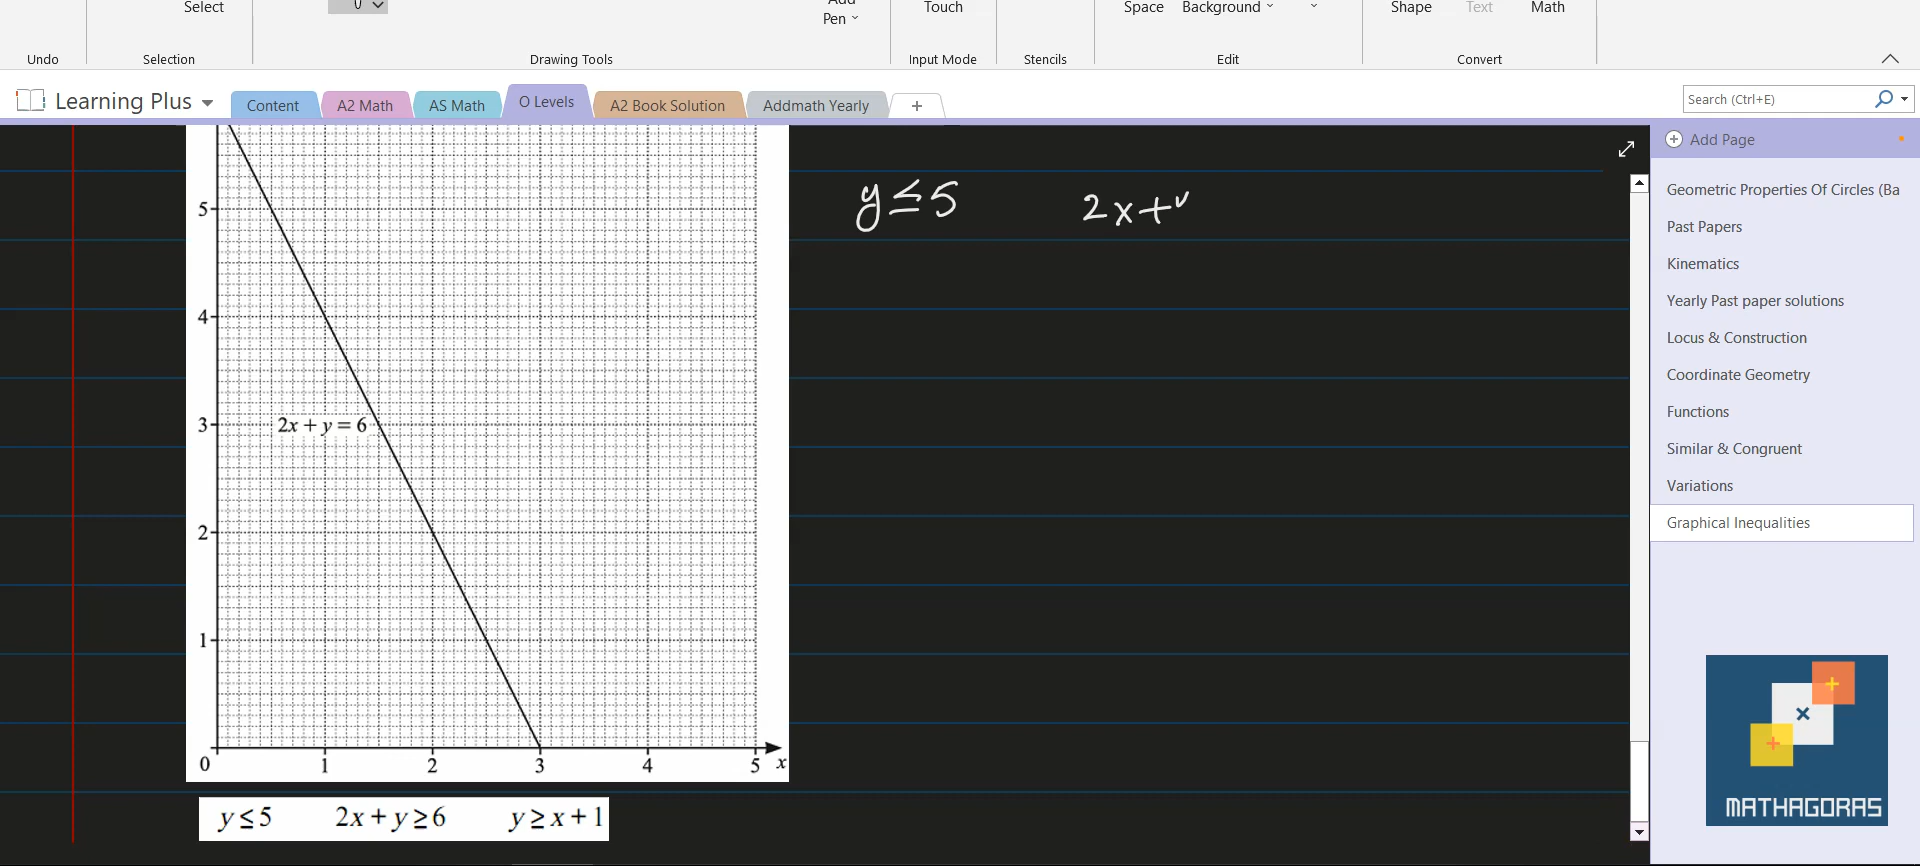 Select
0
Add
Touch
Space Background
Shape Text Math
Pen
Undo Selection Drawing Tools Input Mode Stencils Edit Convert
Learning Plus
Content A2 Math AS Math O Levels A2 Book Solution Addmath Yearly +
Search (Ctrl+E)
Add Page
Geometric Properties Of Circles (Ba
Past Papers
Kinematics
Yearly Past paper solutions
Locus & Construction
Coordinate Geometry
Functions
Similar & Congruent
Variations
Graphical Inequalities
y≤5 2x+
5
4
3
2x + y = 6
2
1
0 1 2 3 4 5 x
y ≤ 5 2x + y ≥ 6 y ≥ x + 1
+
×
+
MATHAGORAS